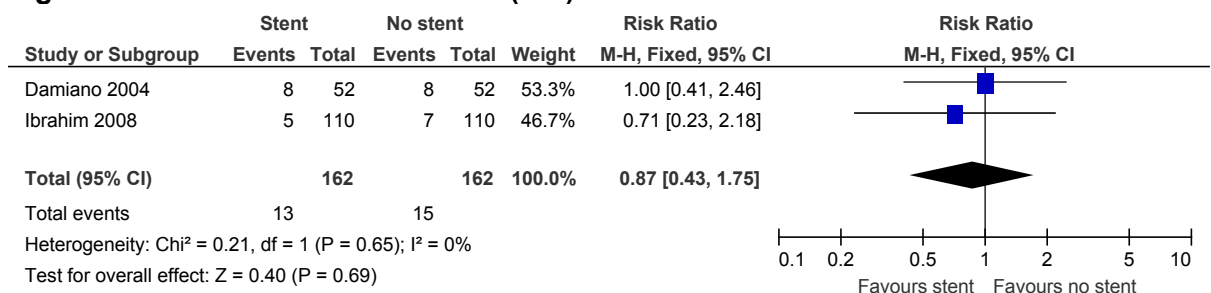 Stent No stent Risk Ratio Risk Ratio
Study or Subgroup Events Total Events Total Weight M-H, Fixed, 95% CI M-H, Fixed, 95% CI
Damiano 2004 8 52 8 52 53.3% 1.00 [0.41, 2.46]
Ibrahim 2008 5 110 7 110 46.7% 0.71 [0.23, 2.18]
Total (95% CI) 162 162 100.0% 0.87 [0.43, 1.75]
Total events 13 15
Heterogeneity: Chi² = 0.21, df = 1 (P = 0.65); I² = 0%
Test for overall effect: Z = 0.40 (P = 0.69)
0.1 0.2 0.5 1 2 5 10
Favours stent Favours no stent